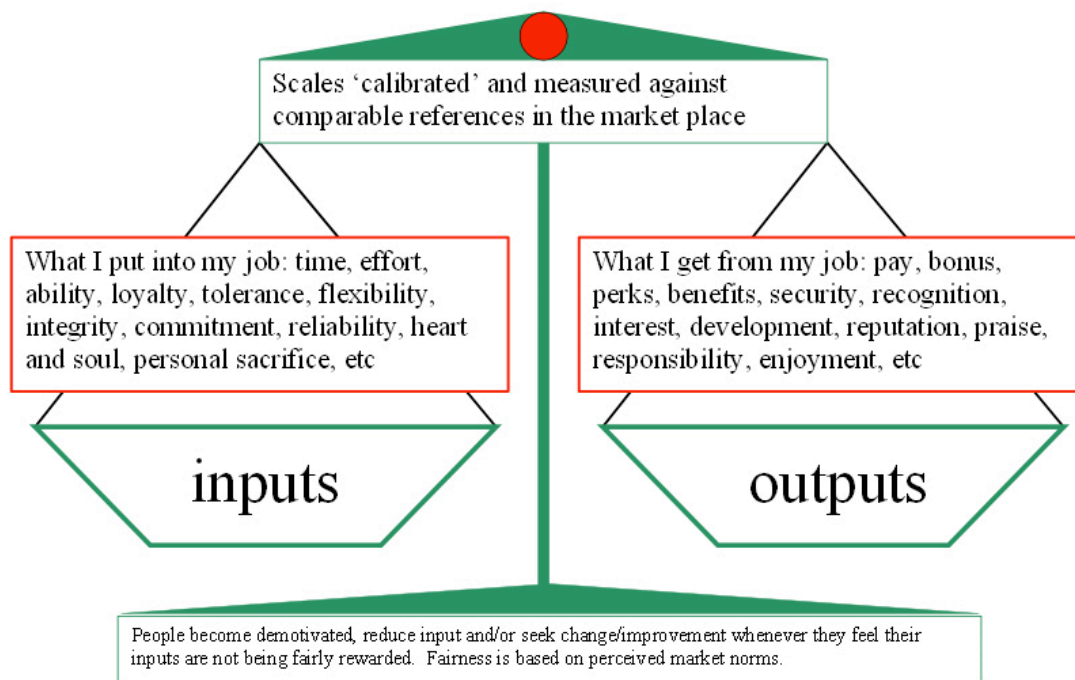 Scales ‘calibrated’ and measured against
comparable references in the market place
What I put into my job: time, effort,
ability, loyalty, tolerance, flexibility,
integrity, commitment, reliability, heart
and soul, personal sacrifice, etc
What I get from my job: pay, bonus,
perks, benefits, security, recognition,
interest, development, reputation, praise,
responsibility, enjoyment, etc
inputs
outputs
People become demotivated, reduce input and/or seek change/improvement whenever they feel their
inputs are not being fairly rewarded.  Fairness is based on perceived market norms.